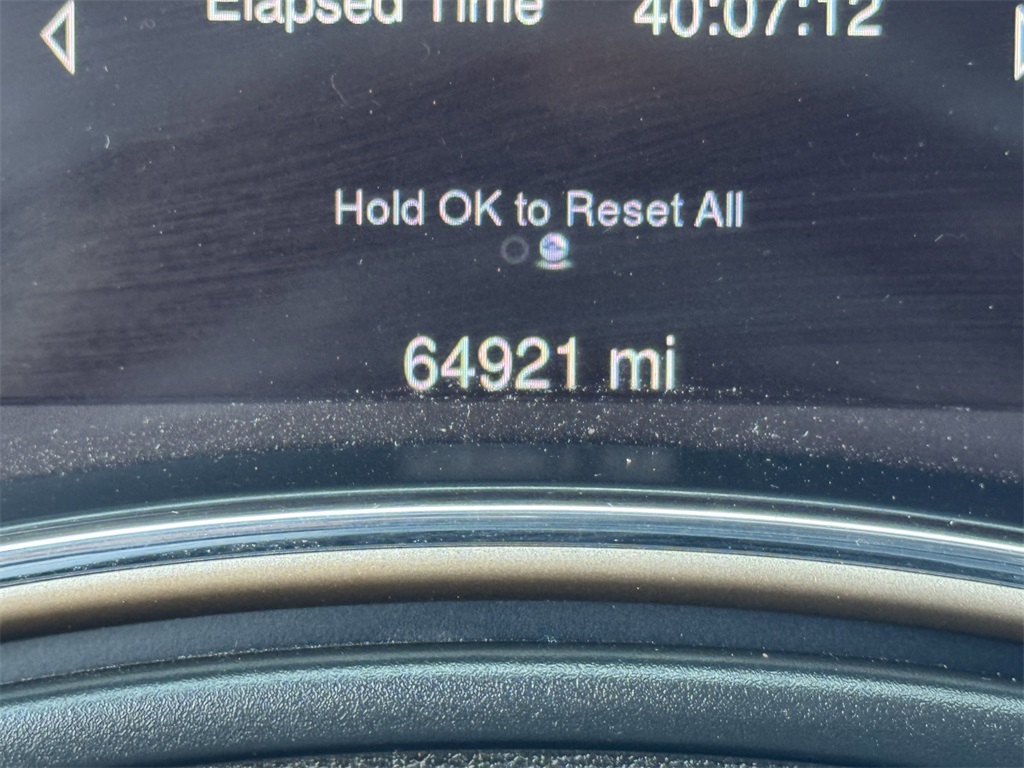 Elapsed Time 40:07:12
Hold OK to Reset All
64921 mi